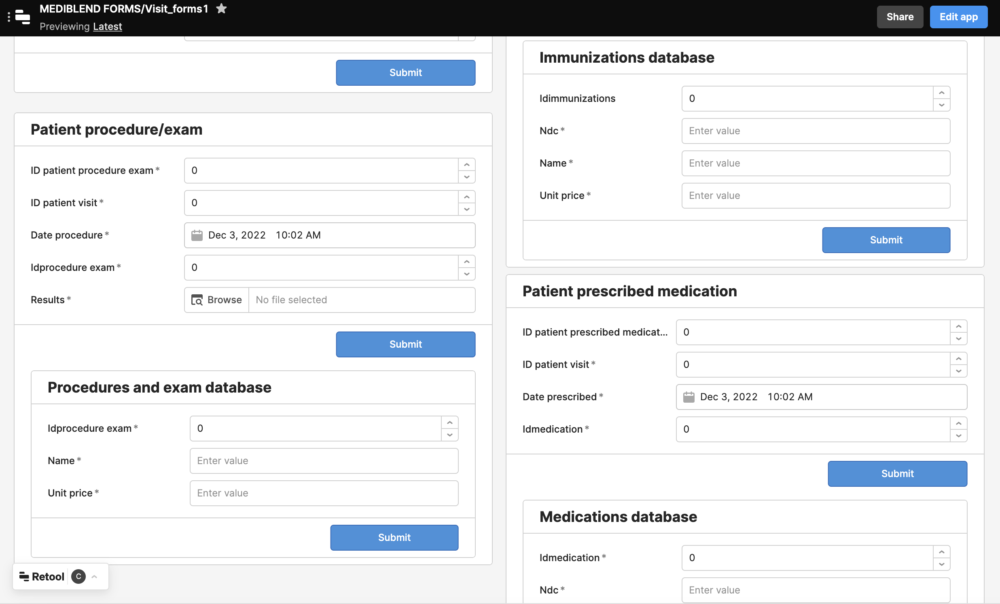 MEDIBLEND FORMS/Visit_forms1
Previewing Latest
Share
Edit app
Submit
Patient procedure/exam
ID patient procedure exam* 0
ID patient visit* 0
Date procedure* Dec 3, 2022 10:02 AM
Idprocedure exam* 0
Results* Browse No file selected
Submit
Procedures and exam database
Idprocedure exam* 0
Name* Enter value
Unit price* Enter value
Submit
Retool C
Immunizations database
Idimmunizations 0
Ndc* Enter value
Name* Enter value
Unit price* Enter value
Submit
Patient prescribed medication
ID patient prescribed medicat... 0
ID patient visit* 0
Date prescribed* Dec 3, 2022 10:02 AM
Idmedication* 0
Submit
Medications database
Idmedication* 0
Ndc* Enter value